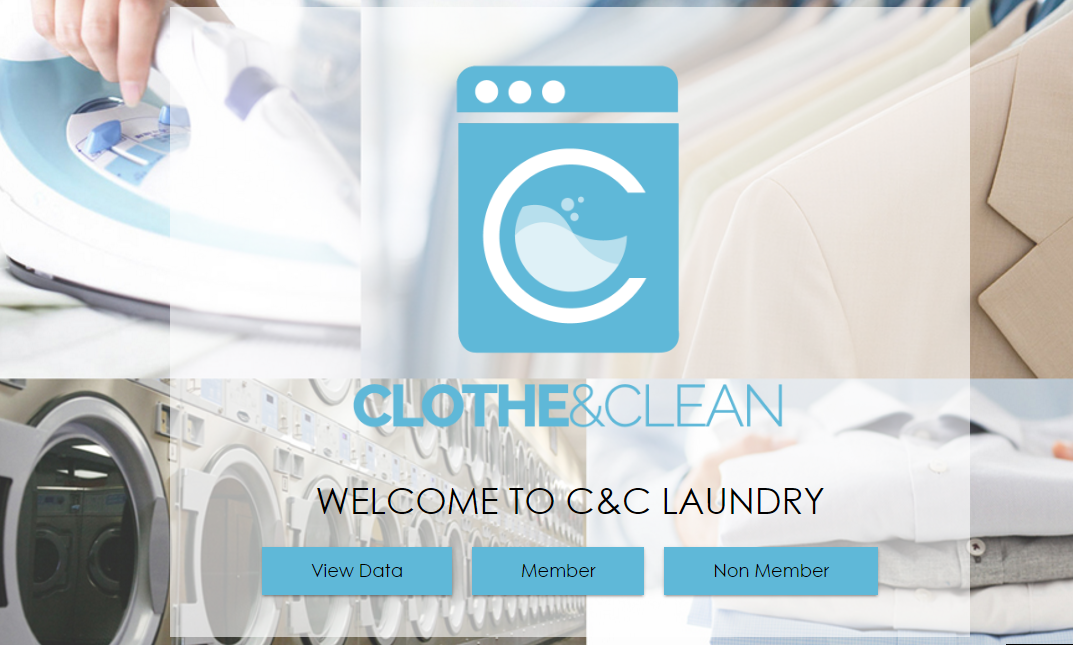 CLOTHE&CLEAN
WELCOME TO C&C LAUNDRY
View Data
Member
Non Member